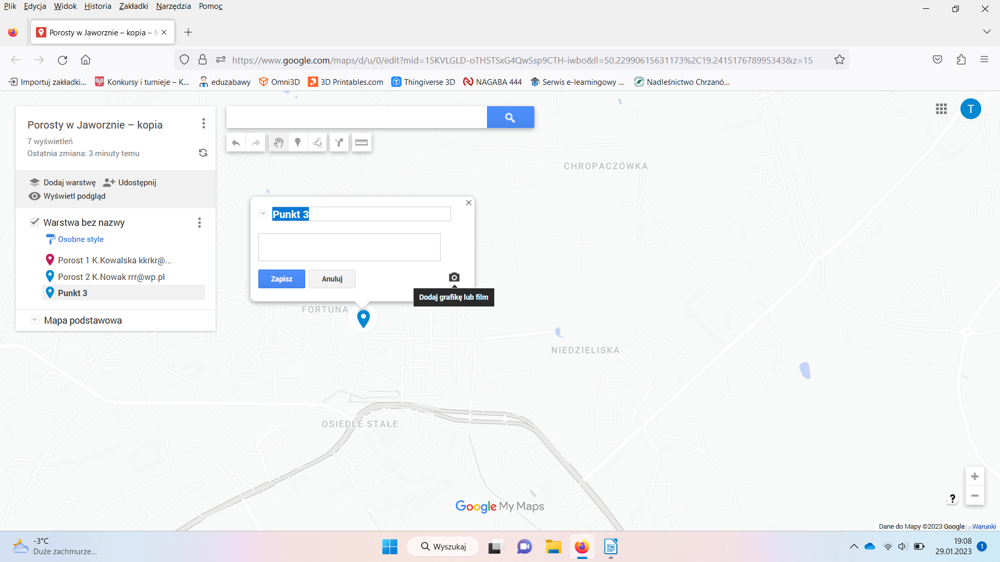 Plik Edycja Widok Historia Zakładki Narzędzia Pomoc
Porosty w Jaworznie – kopia – M
https://www.google.com/maps/d/u/0/edit?mid=15KVLGLD-oTH5TSxG4QwSsp9CTH-iwbo&ll=50.22990615631173%2C19.241517678995343&z=15
Importuj zakładki... Konkursy i turnieje – K... eduzabawy Omni3D 3D Printables.com Thingiverse 3D NAGABA 444 Serwis e-learningowy ... Nadleśnictwo Chrzanó...
T
Porosty w Jaworznie – kopia
7 wyświetleń
Ostatnia zmiana: 3 minuty temu
Dodaj warstwę Udostępnij
Wyświetl podgląd
Warstwa bez nazwy
Osobne style
Porost 1 K.Kowalska kkrkr@...
Porost 2 K.Nowak rrr@wp.pl
Punkt 3
Mapa podstawowa
CHROPACZÓWKA
Punkt 3
Zapisz Anuluj
Dodaj grafikę lub film
FORTUNA
NIEDZIELISKA
OSIEDLE STAŁE
Google My Maps
?
Dane do Mapy ©2023 Google Warunki
-3°C
Duże zachmurze...
Wyszukaj
19:08
29.01.2023
1